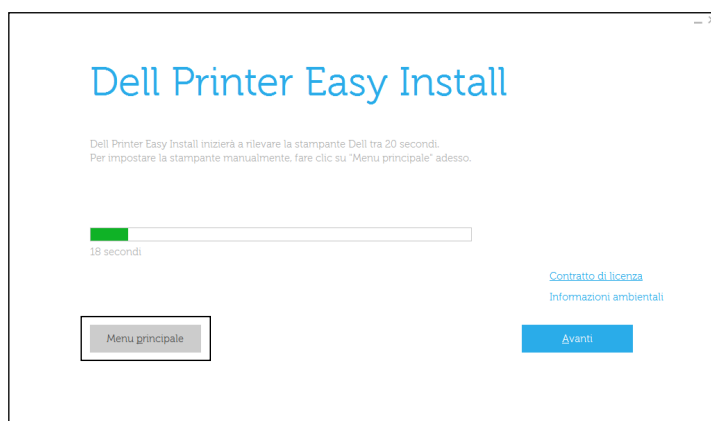 Dell Printer Easy Install
Dell Printer Easy Install inizierà a rilevare la stampante Dell tra 20 secondi.
Per impostare la stampante manualmente, fare clic su "Menu principale" adesso.
18 secondi
Contratto di licenza
Informazioni ambientali
Menu principale
Avanti